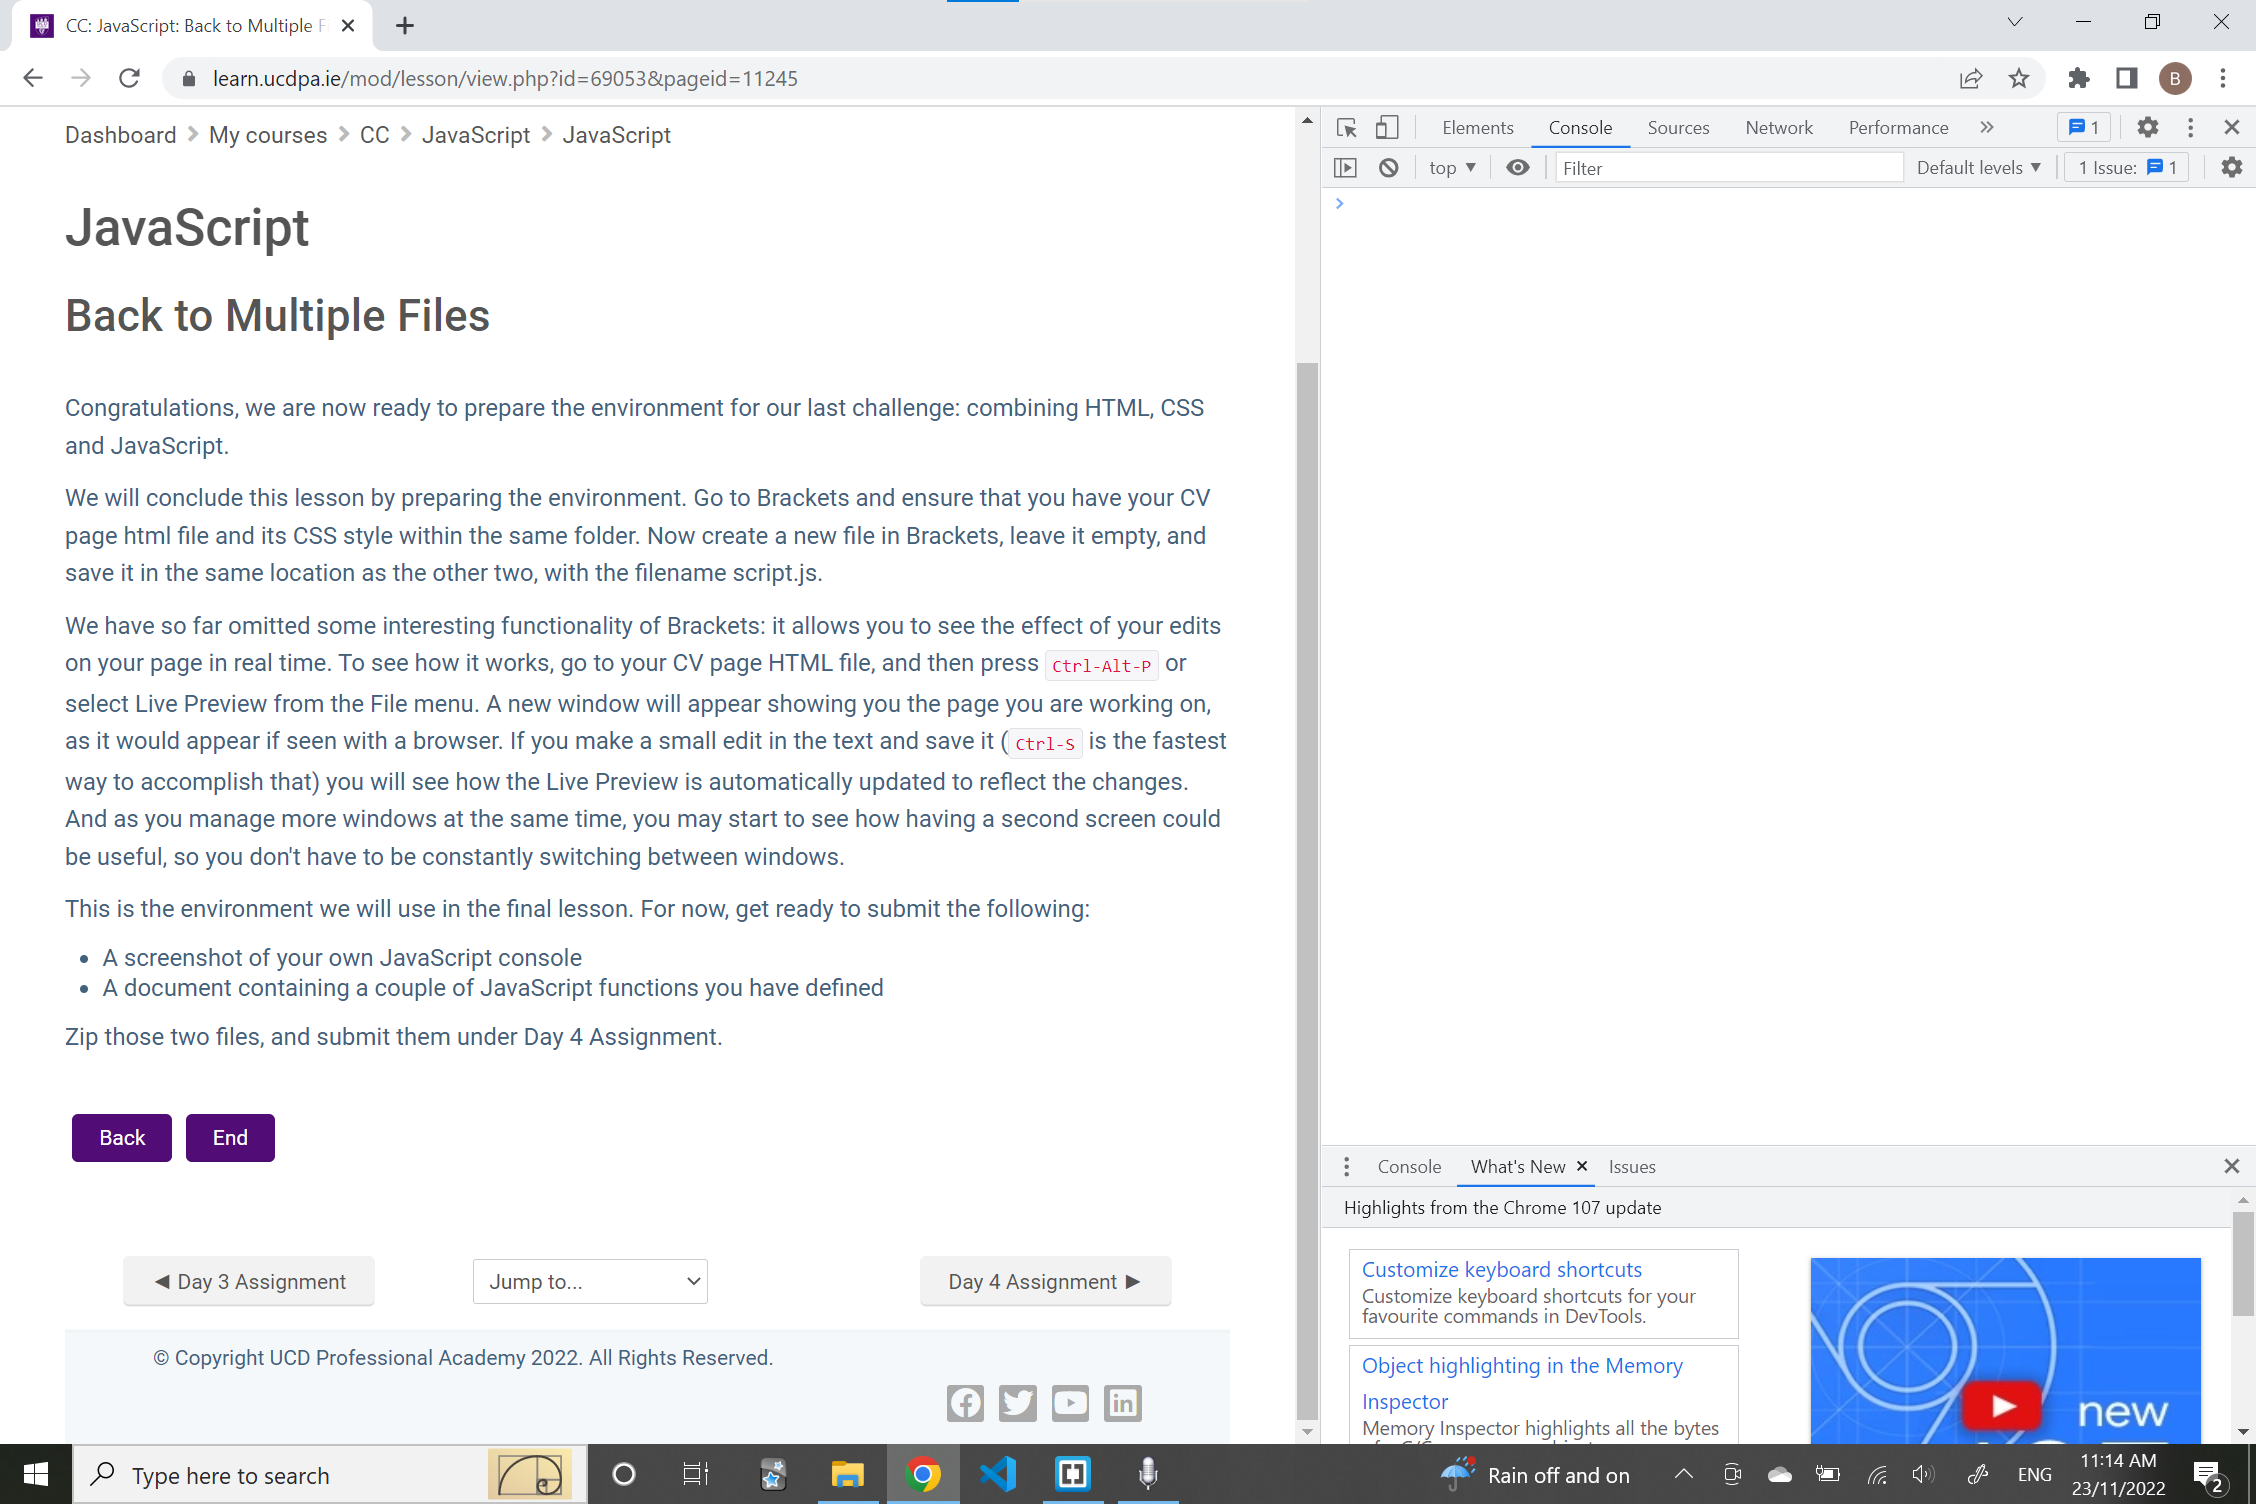 CC: JavaScript: Back to Multiple F
learn.ucdpa.ie/mod/lesson/view.php?id=69053&pageid=11245
B
Dashboard > My courses > CC > JavaScript > JavaScript
JavaScript
Back to Multiple Files
Congratulations, we are now ready to prepare the environment for our last challenge: combining HTML, CSS
and JavaScript.
We will conclude this lesson by preparing the environment. Go to Brackets and ensure that you have your CV
page html file and its CSS style within the same folder. Now create a new file in Brackets, leave it empty, and
save it in the same location as the other two, with the filename script.js.
We have so far omitted some interesting functionality of Brackets: it allows you to see the effect of your edits
on your page in real time. To see how it works, go to your CV page HTML file, and then press Ctrl-Alt-P or
select Live Preview from the File menu. A new window will appear showing you the page you are working on,
as it would appear if seen with a browser. If you make a small edit in the text and save it (Ctrl-S is the fastest
way to accomplish that) you will see how the Live Preview is automatically updated to reflect the changes.
And as you manage more windows at the same time, you may start to see how having a second screen could
be useful, so you don't have to be constantly switching between windows.
This is the environment we will use in the final lesson. For now, get ready to submit the following:
• A screenshot of your own JavaScript console
• A document containing a couple of JavaScript functions you have defined
Zip those two files, and submit them under Day 4 Assignment.
Back End
◀ Day 3 Assignment Jump to... Day 4 Assignment ▶
© Copyright UCD Professional Academy 2022. All Rights Reserved.
Elements Console Sources Network Performance » 1
top ▼ Filter Default levels ▼ 1 Issue: 1
Console What's New × Issues
Highlights from the Chrome 107 update
Customize keyboard shortcuts
Customize keyboard shortcuts for your
favourite commands in DevTools.
Object highlighting in the Memory
Inspector
Memory Inspector highlights all the bytes
new
Type here to search
Rain off and on
ENG
11:14 AM
23/11/2022
2